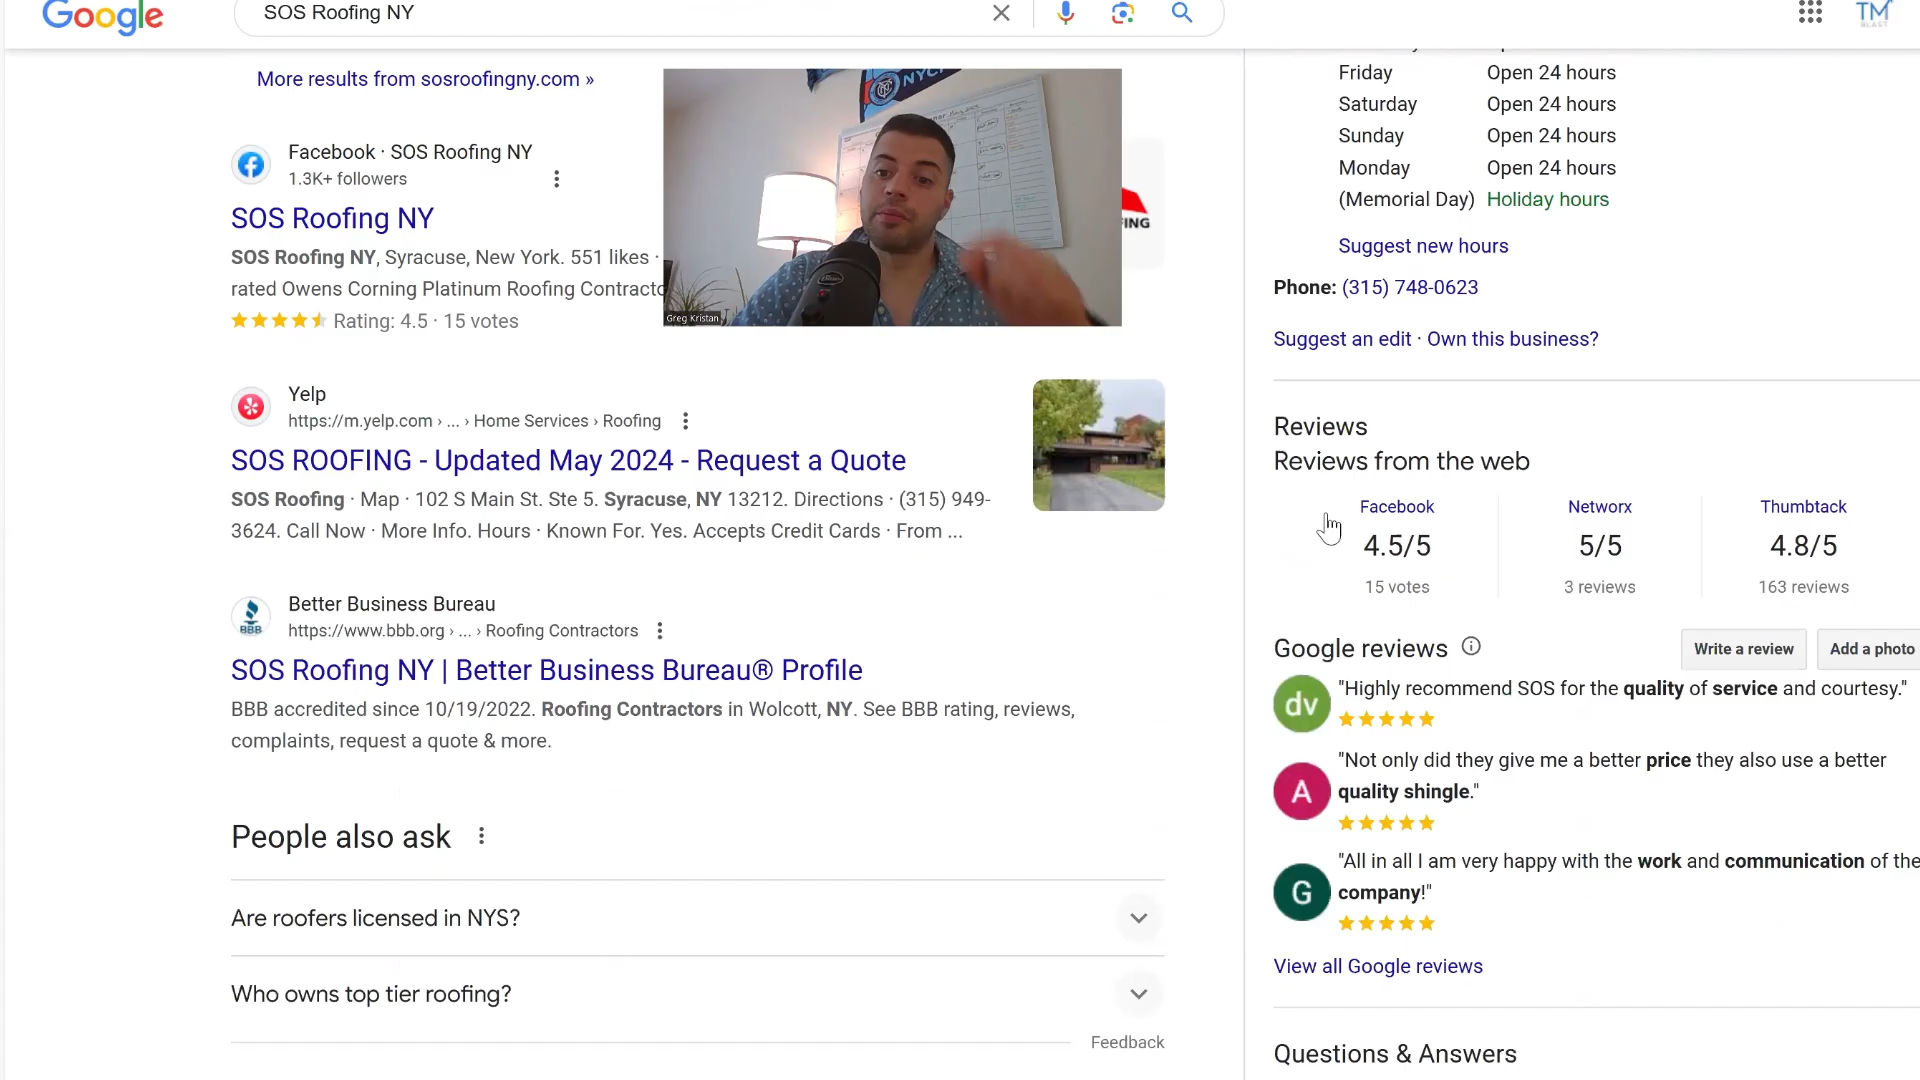 Google
SOS Roofing NY
TM
BLAST
More results from sosroofingny.com »
Facebook · SOS Roofing NY
1.3K+ followers
SOS Roofing NY
SOS Roofing NY, Syracuse, New York. 551 likes ·
rated Owens Corning Platinum Roofing Contracto
Rating: 4.5 · 15 votes
NYCF
Greg Kristan
ING
Yelp
https://m.yelp.com › ... › Home Services › Roofing
SOS ROOFING - Updated May 2024 - Request a Quote
SOS Roofing · Map · 102 S Main St. Ste 5. Syracuse, NY 13212. Directions · (315) 949-
3624. Call Now · More Info. Hours · Known For. Yes. Accepts Credit Cards · From ...
BBB
Better Business Bureau
https://www.bbb.org › ... › Roofing Contractors
SOS Roofing NY | Better Business Bureau® Profile
BBB accredited since 10/19/2022. Roofing Contractors in Wolcott, NY. See BBB rating, reviews,
complaints, request a quote & more.
People also ask
Are roofers licensed in NYS?
Who owns top tier roofing?
Feedback
Friday Open 24 hours
Saturday Open 24 hours
Sunday Open 24 hours
Monday Open 24 hours
(Memorial Day) Holiday hours
Suggest new hours
Phone: (315) 748-0623
Suggest an edit · Own this business?
Reviews
Reviews from the web
Facebook Networx Thumbtack
4.5/5 5/5 4.8/5
15 votes 3 reviews 163 reviews
Google reviews Write a review Add a photo
dv
"Highly recommend SOS for the quality of service and courtesy."
A
"Not only did they give me a better price they also use a better
quality shingle."
G
"All in all I am very happy with the work and communication of the
company!"
View all Google reviews
Questions & Answers